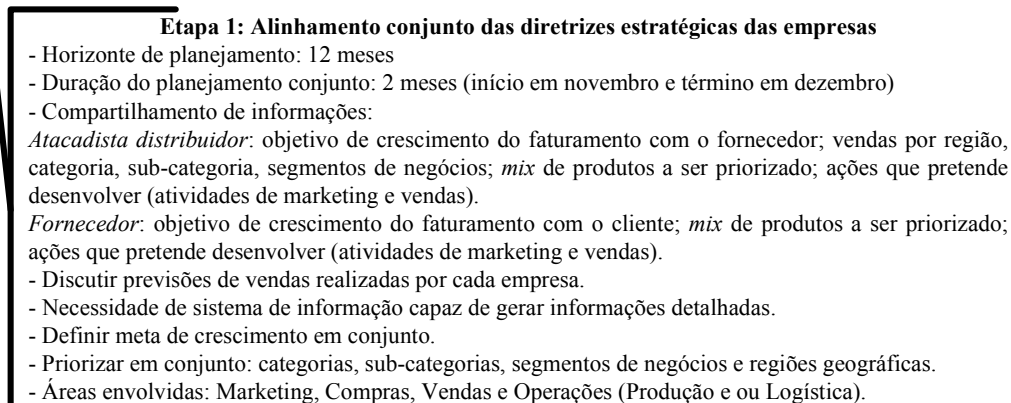 Etapa 1: Alinhamento conjunto das diretrizes estratégicas das empresas
- Horizonte de planejamento: 12 meses
- Duração do planejamento conjunto: 2 meses (início em novembro e término em dezembro)
- Compartilhamento de informações:
Atacadista distribuidor: objetivo de crescimento do faturamento com o fornecedor; vendas por região,
categoria, sub-categoria, segmentos de negócios; mix de produtos a ser priorizado; ações que pretende
desenvolver (atividades de marketing e vendas).
Fornecedor: objetivo de crescimento do faturamento com o cliente; mix de produtos a ser priorizado;
ações que pretende desenvolver (atividades de marketing e vendas).
- Discutir previsões de vendas realizadas por cada empresa.
- Necessidade de sistema de informação capaz de gerar informações detalhadas.
- Definir meta de crescimento em conjunto.
- Priorizar em conjunto: categorias, sub-categorias, segmentos de negócios e regiões geográficas.
- Áreas envolvidas: Marketing, Compras, Vendas e Operações (Produção e ou Logística).